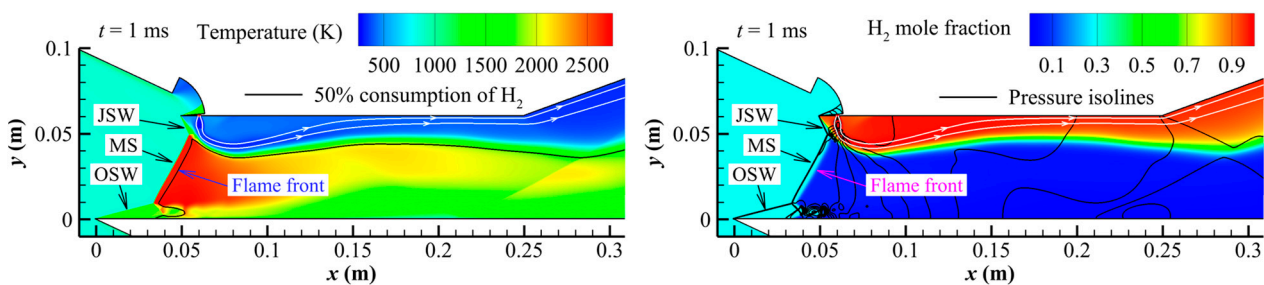 t = 1 ms Temperature (K)
500 1000 1500 2000 2500
50% consumption of H₂
JSW
MS
OSW
Flame front
0.1
0.05
0
y (m)
0 0.05 0.1 0.15 0.2 0.25 0.3
x (m)
t = 1 ms H₂ mole fraction
0.1 0.3 0.5 0.7 0.9
Pressure isolines
JSW
MS
OSW
Flame front
0.1
0.05
0
y (m)
0 0.05 0.1 0.15 0.2 0.25 0.3
x (m)